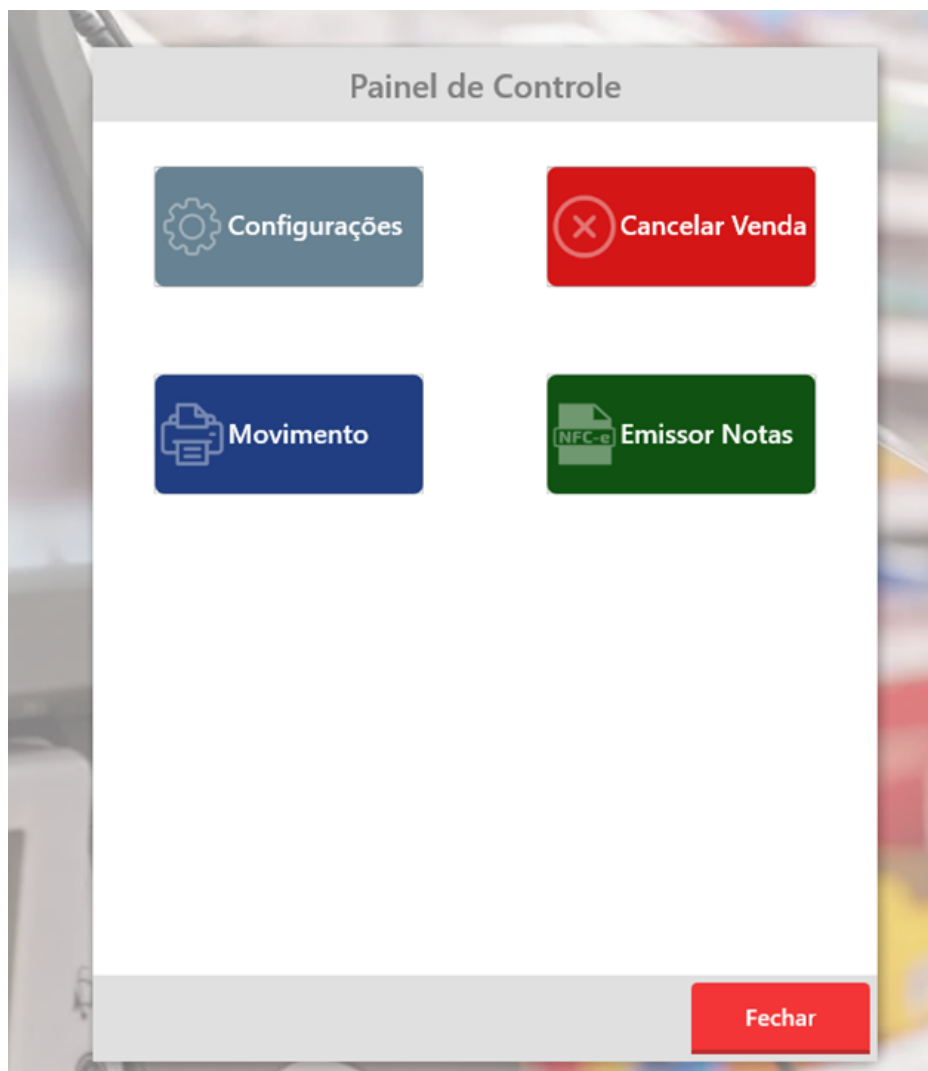 Painel de Controle
Configurações
Cancelar Venda
Movimento
NFC-e
Emissor Notas
Fechar